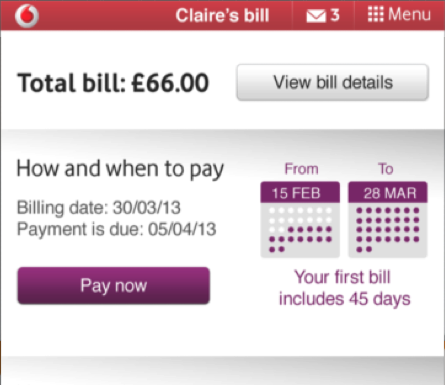 Claire's bill
3
Menu
Total bill: £66.00
View bill details
How and when to pay
From
To
Billing date: 30/03/13
Payment is due: 05/04/13
15 FEB
28 MAR
Pay now
Your first bill
includes 45 days